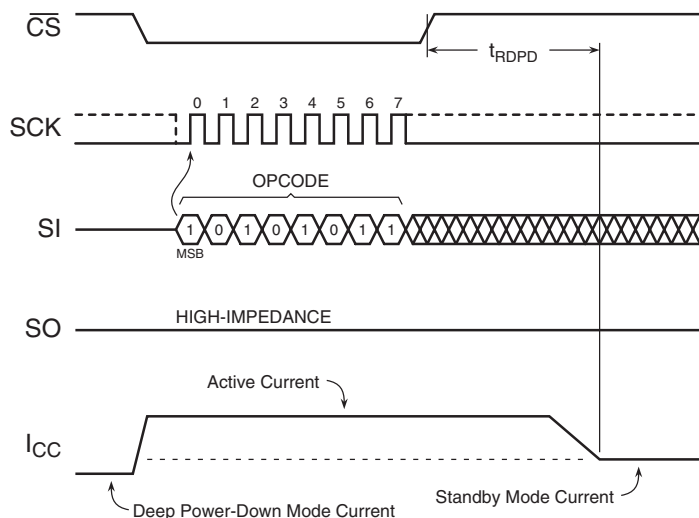 CS
tRDPD
SCK
0 1 2 3 4 5 6 7
OPCODE
SI
1 0 1 0 1 0 1 1
MSB
SO
HIGH-IMPEDANCE
Active Current
ICC
Deep Power-Down Mode Current
Standby Mode Current